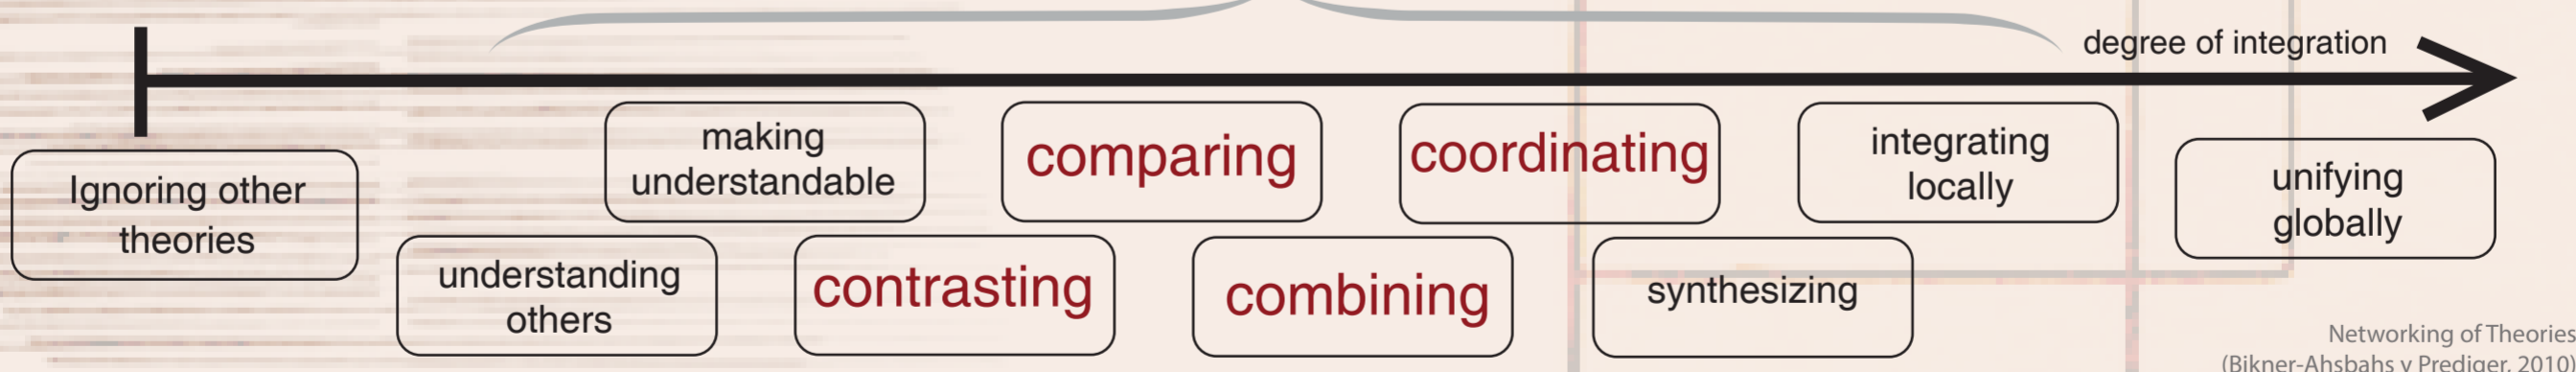 degree of integration
Ignoring other
theories
understanding
others
making
understandable
contrasting
comparing
combining
coordinating
synthesizing
integrating
locally
unifying
globally
Networking of Theories
(Bikner-Ahsbahs y Prediger, 2010)